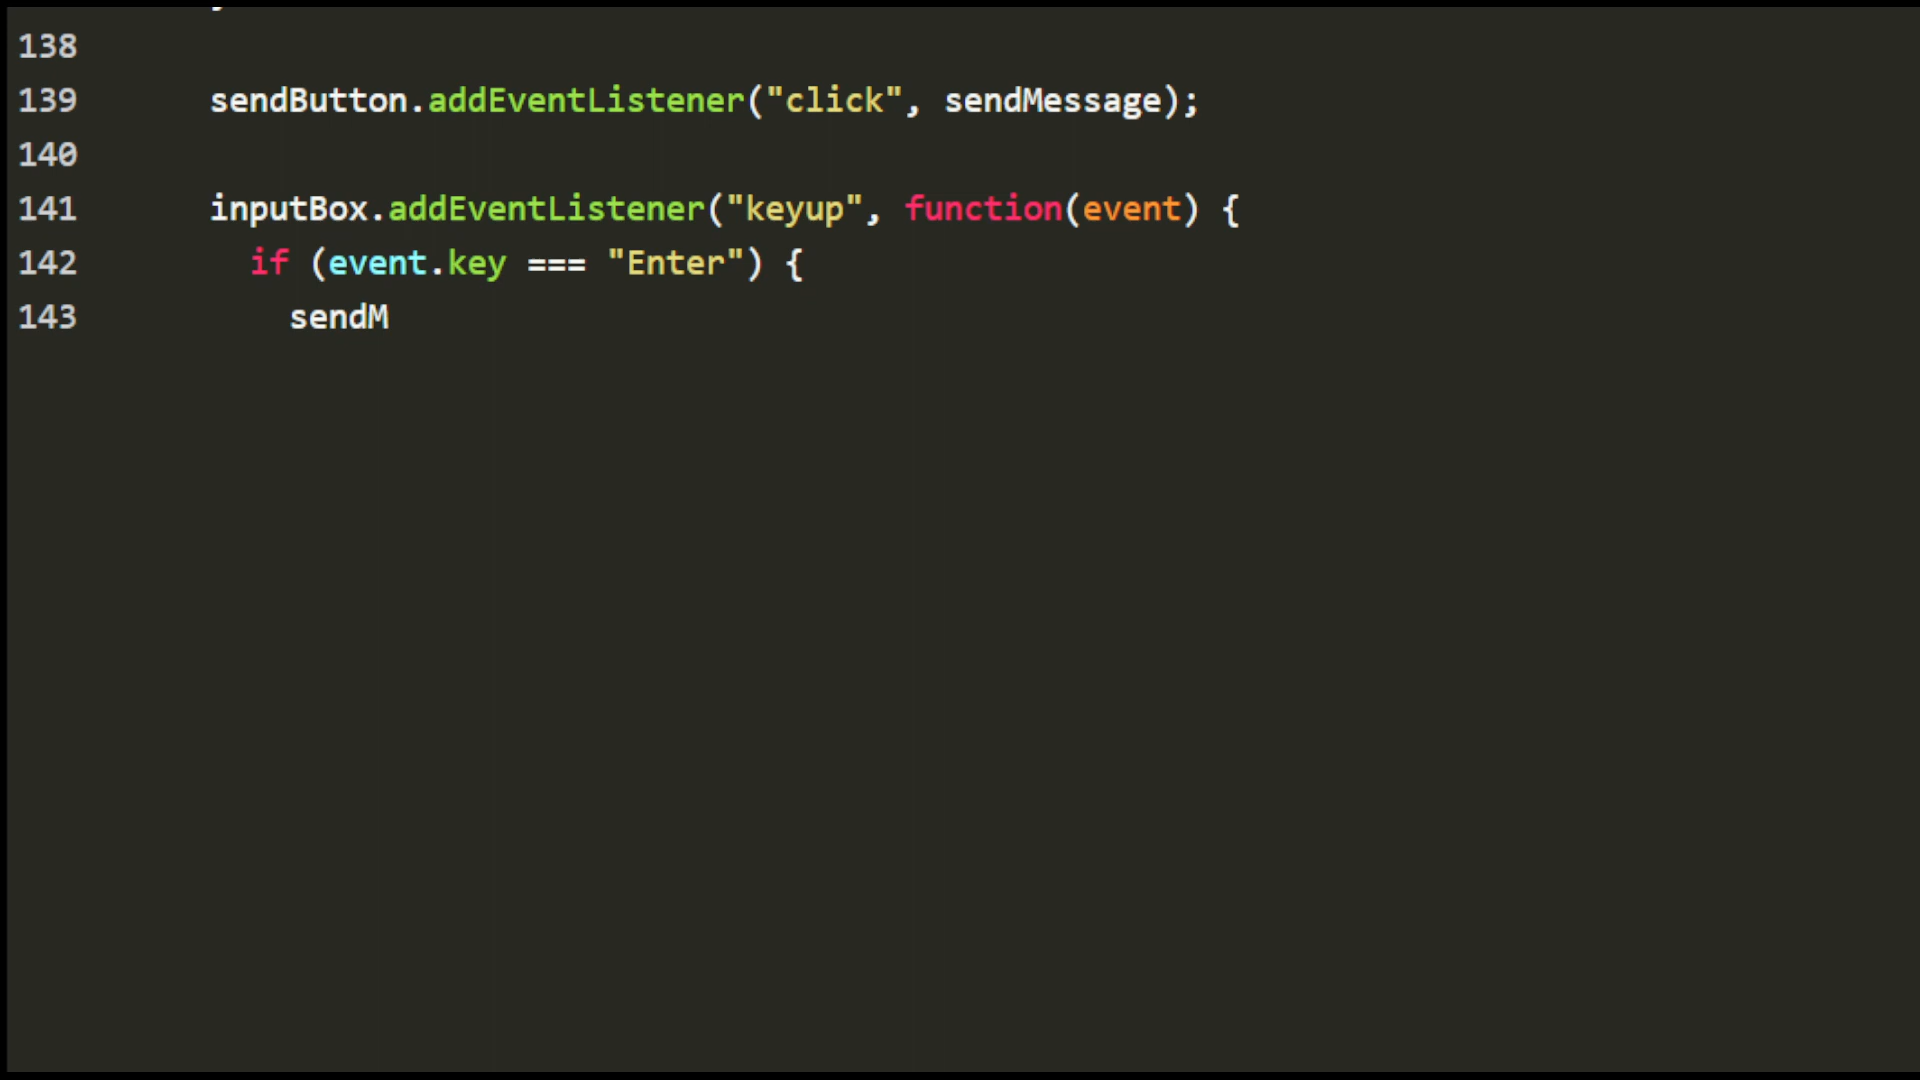 138
139 sendButton.addEventListener("click", sendMessage);
140
141 inputBox.addEventListener("keyup", function(event) {
142 if (event.key === "Enter") {
143 sendM